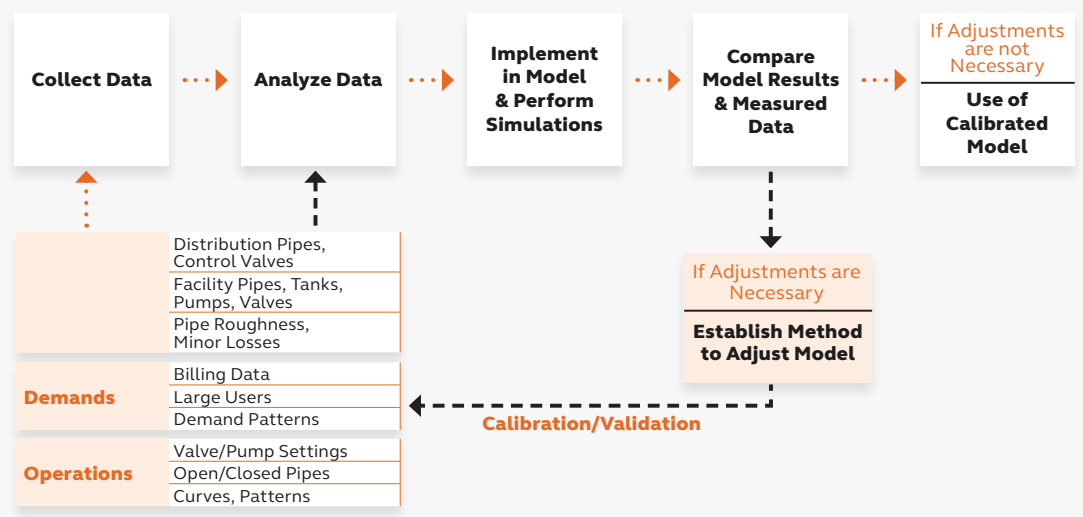 Collect Data
Analyze Data
Implement
in Model
& Perform
Simulations
Compare
Model Results
& Measured
Data
If Adjustments
are not
Necessary
Use of
Calibrated
Model
Distribution Pipes,
Control Valves
Facility Pipes, Tanks,
Pumps, Valves
Pipe Roughness,
Minor Losses
Demands
Billing Data
Large Users
Demand Patterns
Operations
Valve/Pump Settings
Open/Closed Pipes
Curves, Patterns
If Adjustments are
Necessary
Establish Method
to Adjust Model
Calibration/Validation